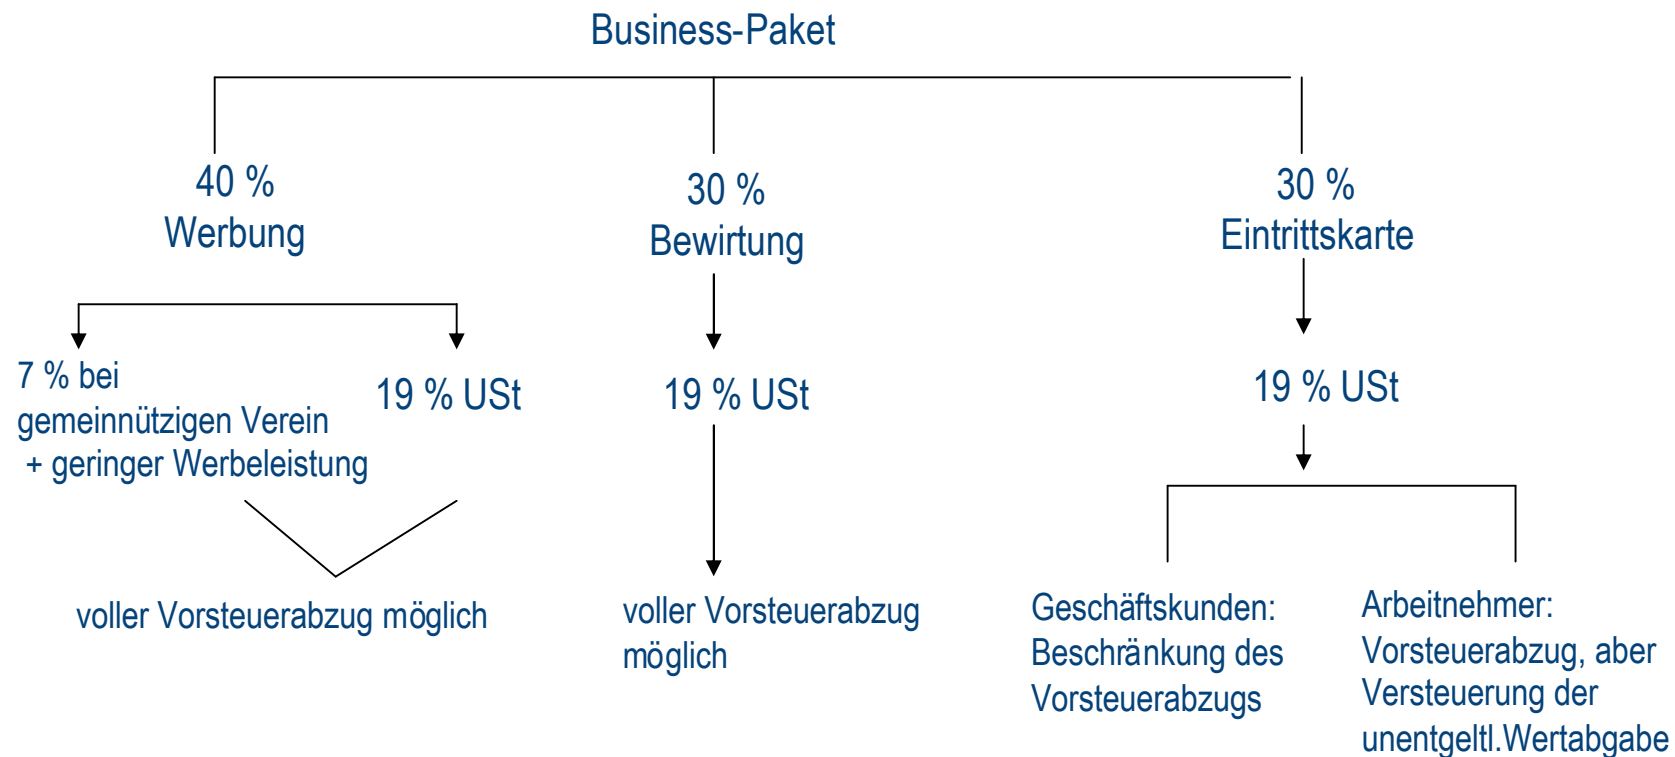 Business-Paket
40 %
Werbung
30 %
Bewirtung
30 %
Eintrittskarte
7 % bei
gemeinnützigen Verein
+ geringer Werbeleistung
19 % USt
19 % USt
19 % USt
voller Vorsteuerabzug möglich
voller Vorsteuerabzug
möglich
Geschäftskunden:
Beschränkung des
Vorsteuerabzugs
Arbeitnehmer:
Vorsteuerabzug, aber
Versteuerung der
unentgeltl.Wertabgabe